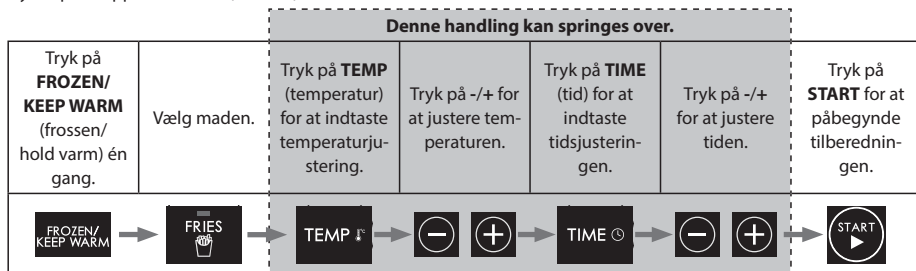 Denne handling kan springes over.
Tryk på
FROZEN/
KEEP WARM
(frossen/
hold varm) én
gang.
Vælg maden.
Tryk på TEMP
(temperatur)
for at indtaste
temperaturju-
stering.
Tryk på -/+ for
at justere tem-
peraturen.
Tryk på TIME
(tid) for at
indtaste
tidsjusterin-
gen.
Tryk på -/+
for at justere
tiden.
Tryk på
START for at
påbegynde
tilberednin-
gen.
FROZEN/
KEEP WARM
FRIES
TEMP °C
− +
TIME
− +
START